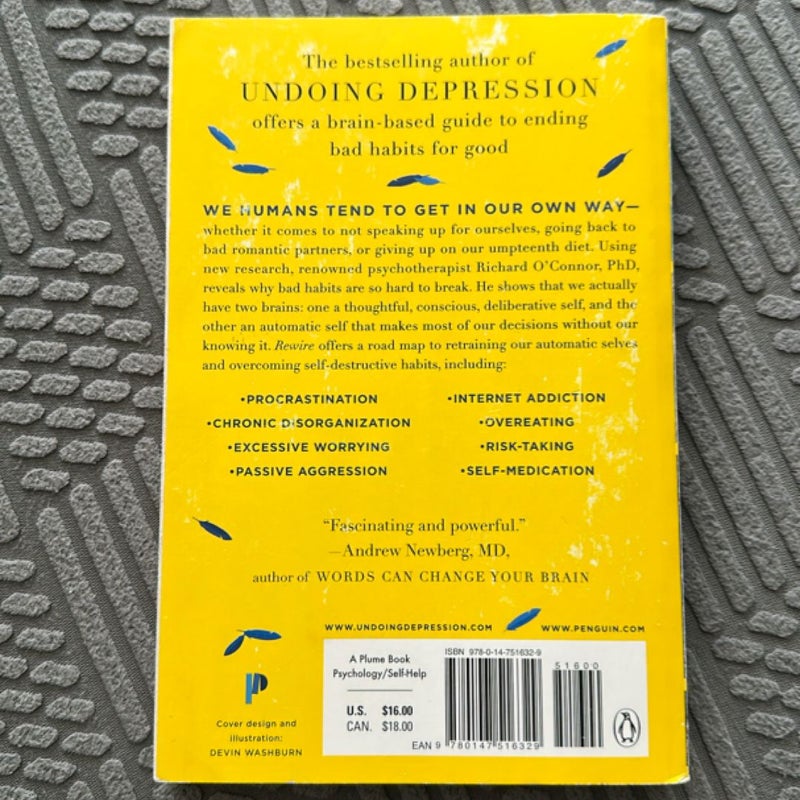 The bestselling author of
UNDOING DEPRESSION
offers a brain-based guide to ending
bad habits for good
WE HUMANS TEND TO GET IN OUR OWN WAY—
whether it comes to not speaking up for ourselves, going back to
bad romantic partners, or giving up on our umpteenth diet. Using
new research, renowned psychotherapist Richard O'Connor, PhD,
reveals why bad habits are so hard to break. He shows that we actually
have two brains: one a thoughtful, conscious, deliberative self, and the
other an automatic self that makes most of our decisions without our
knowing it. Rewire offers a road map to retraining our automatic selves
and overcoming self-destructive habits, including:
•PROCRASTINATION •INTERNET ADDICTION
•CHRONIC DISORGANIZATION •OVEREATING
•EXCESSIVE WORRYING •RISK-TAKING
•PASSIVE AGGRESSION •SELF-MEDICATION
“Fascinating and powerful.”
—Andrew Newberg, MD,
author of WORDS CAN CHANGE YOUR BRAIN
WWW.UNDOINGDEPRESSION.COM WWW.PENGUIN.COM
A Plume Book
Psychology/Self-Help
U.S. $16.00
CAN. $18.00
ISBN 978-0-14-751632-9
51600
EAN 9 780147 516329
P
Cover design and
illustration:
DEVIN WASHBURN